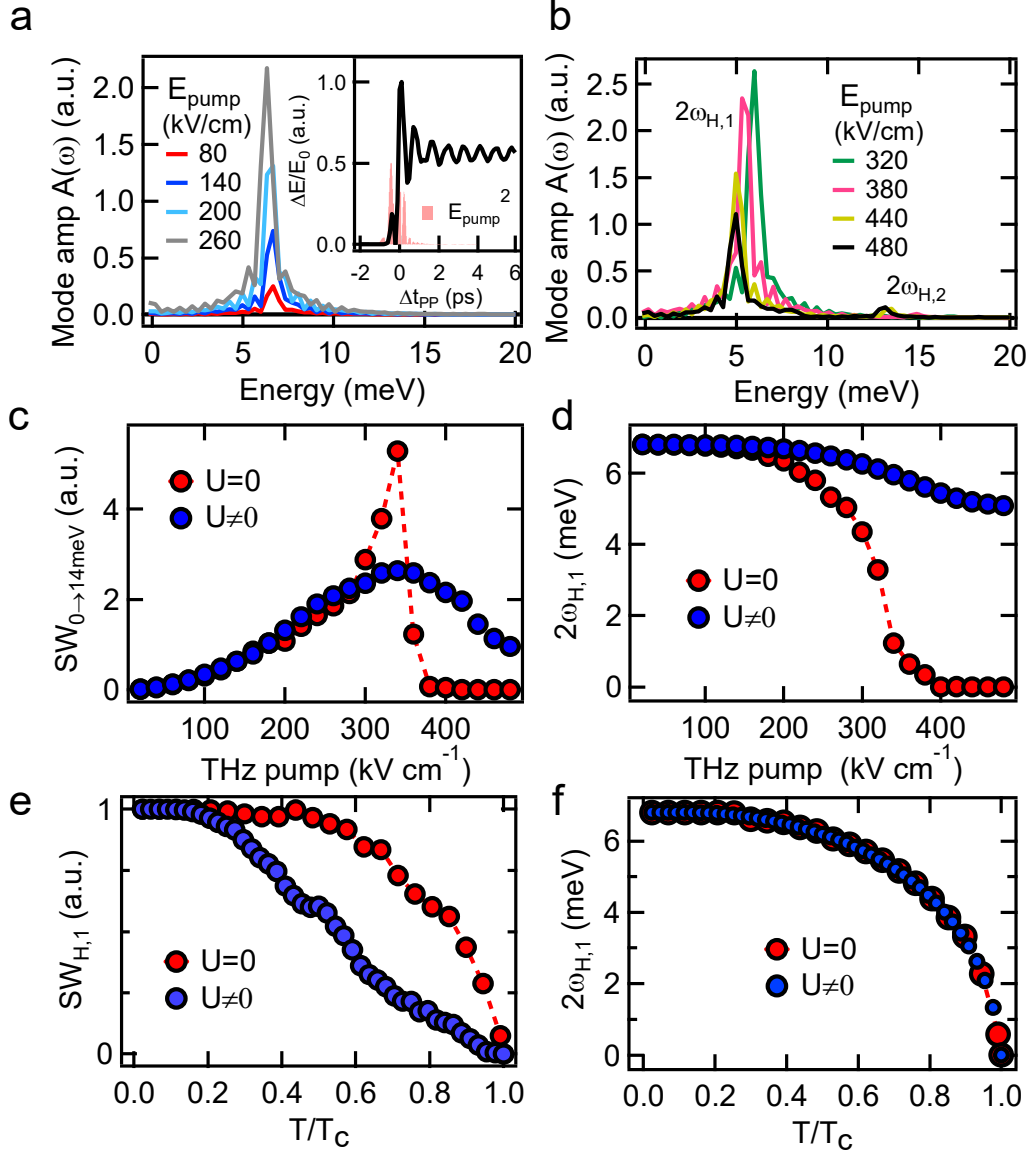 a
Mode amp A(ω) (a.u.)
2.0
1.5
1.0
0.5
0.0
E_pump
(kV/cm)
80
140
200
260
ΔE/E₀ (a.u.)
1.0
0.5
0.0
E_pump²
-2 0 2 4 6
Δt_PP (ps)
0 5 10 15 20
Energy (meV)
b
Mode amp A(ω) (a.u.)
2.5
2.0
1.5
1.0
0.5
0.0
2ω_H,1
E_pump
(kV/cm)
320
380
440
480
2ω_H,2
0 5 10 15 20
Energy (meV)
c
SW_0→14meV (a.u.)
4
2
0
U=0
U≠0
100 200 300 400
THz pump (kV cm⁻¹)
d
2ω_H,1 (meV)
6
4
2
0
U=0
U≠0
100 200 300 400
THz pump (kV cm⁻¹)
e
SW_H,1 (a.u.)
1
0
U=0
U≠0
0.0 0.2 0.4 0.6 0.8 1.0
T/T_C
f
2ω_H,1 (meV)
6
4
2
0
U=0
U≠0
0.0 0.2 0.4 0.6 0.8 1.0
T/T_C